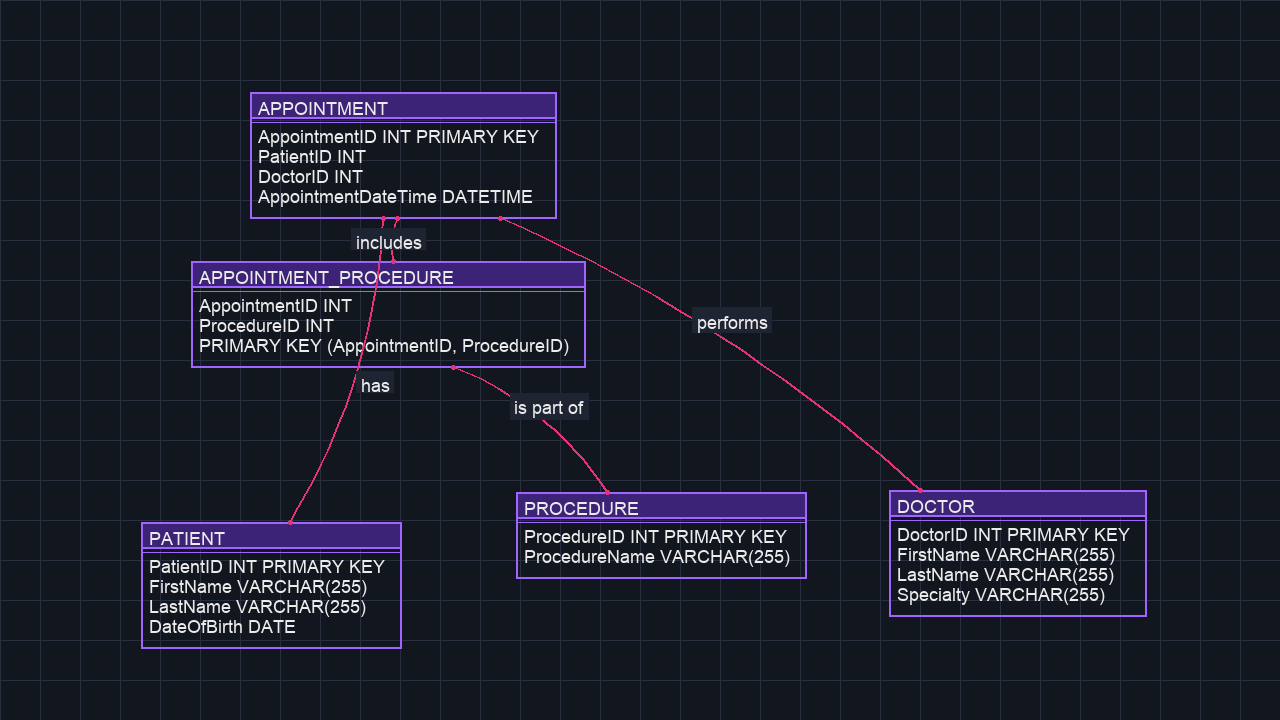 APPOINTMENT
AppointmentID INT PRIMARY KEY
PatientID INT
DoctorID INT
AppointmentDateTime DATETIME
includes
APPOINTMENT_PROCEDURE
AppointmentID INT
ProcedureID INT
PRIMARY KEY (AppointmentID, ProcedureID)
performs
has
is part of
PATIENT
PatientID INT PRIMARY KEY
FirstName VARCHAR(255)
LastName VARCHAR(255)
DateOfBirth DATE
PROCEDURE
ProcedureID INT PRIMARY KEY
ProcedureName VARCHAR(255)
DOCTOR
DoctorID INT PRIMARY KEY
FirstName VARCHAR(255)
LastName VARCHAR(255)
Specialty VARCHAR(255)